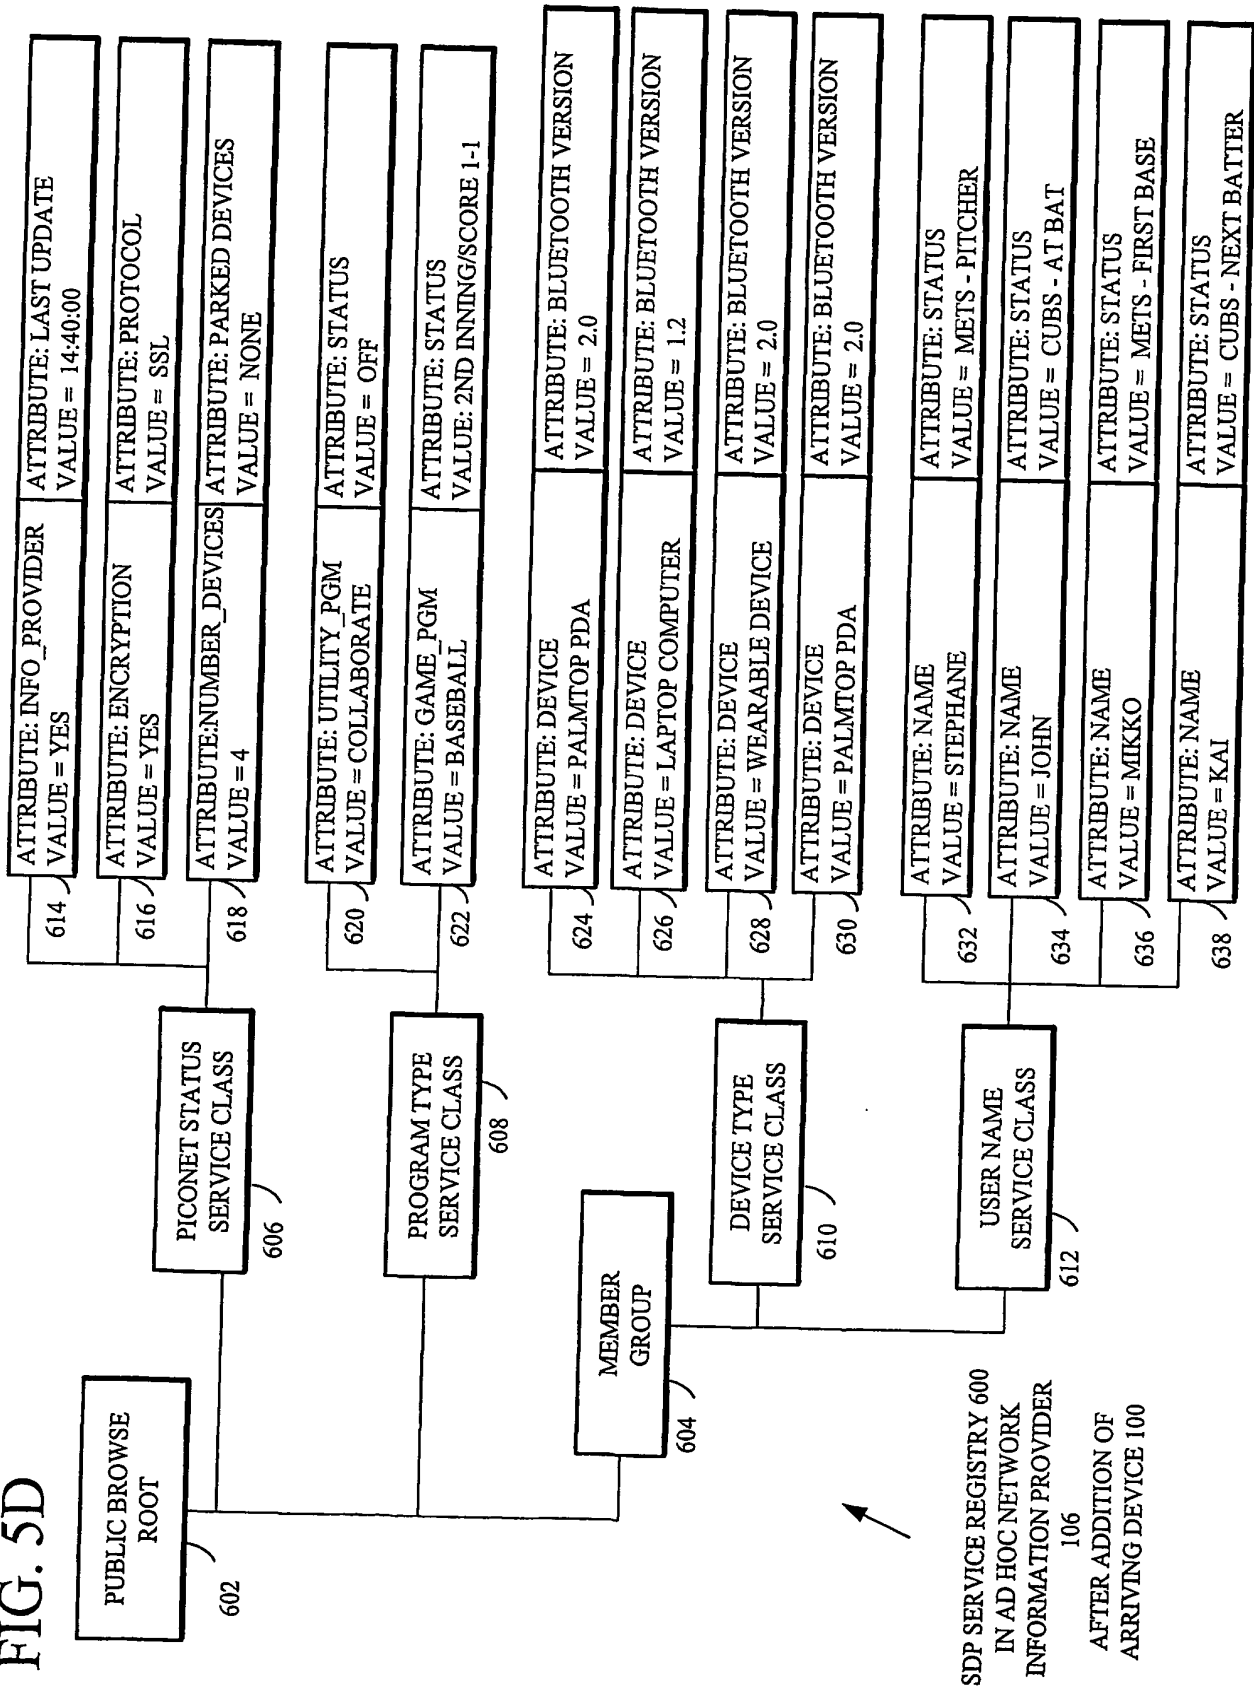 FIG. 5D
PUBLIC BROWSE
ROOT
602
PICONET STATUS
SERVICE CLASS
606
PROGRAM TYPE
SERVICE CLASS
608
MEMBER
GROUP
604
DEVICE TYPE
SERVICE CLASS
610
USER NAME
SERVICE CLASS
612
ATTRIBUTE: INFO_PROVIDER
VALUE = YES
ATTRIBUTE: LAST UPDATE
VALUE = 14:40:00
614
ATTRIBUTE: ENCRYPTION
VALUE = YES
ATTRIBUTE: PROTOCOL
VALUE = SSL
616
ATTRIBUTE:NUMBER_DEVICES
VALUE = 4
ATTRIBUTE: PARKED DEVICES
VALUE = NONE
618
ATTRIBUTE: UTILITY_PGM
VALUE = COLLABORATE
ATTRIBUTE: STATUS
VALUE = OFF
620
ATTRIBUTE: GAME_PGM
VALUE = BASEBALL
ATTRIBUTE: STATUS
VALUE: 2ND INNING/SCORE 1-1
622
ATTRIBUTE: DEVICE
VALUE = PALMTOP PDA
ATTRIBUTE: BLUETOOTH VERSION
VALUE = 2.0
624
ATTRIBUTE: DEVICE
VALUE = LAPTOP COMPUTER
ATTRIBUTE: BLUETOOTH VERSION
VALUE = 1.2
626
ATTRIBUTE: DEVICE
VALUE = WEARABLE DEVICE
ATTRIBUTE: BLUETOOTH VERSION
VALUE = 2.0
628
ATTRIBUTE: DEVICE
VALUE = PALMTOP PDA
ATTRIBUTE: BLUETOOTH VERSION
VALUE = 2.0
630
ATTRIBUTE: NAME
VALUE = STEPHANE
ATTRIBUTE: STATUS
VALUE = METS - PITCHER
632
ATTRIBUTE: NAME
VALUE = JOHN
ATTRIBUTE: STATUS
VALUE = CUBS - AT BAT
634
ATTRIBUTE: NAME
VALUE = MIKKO
ATTRIBUTE: STATUS
VALUE = METS - FIRST BASE
636
ATTRIBUTE: NAME
VALUE = KAI
ATTRIBUTE: STATUS
VALUE = CUBS - NEXT BATTER
638
SDP SERVICE REGISTRY 600
IN AD HOC NETWORK
INFORMATION PROVIDER
106
AFTER ADDITION OF
ARRIVING DEVICE 100